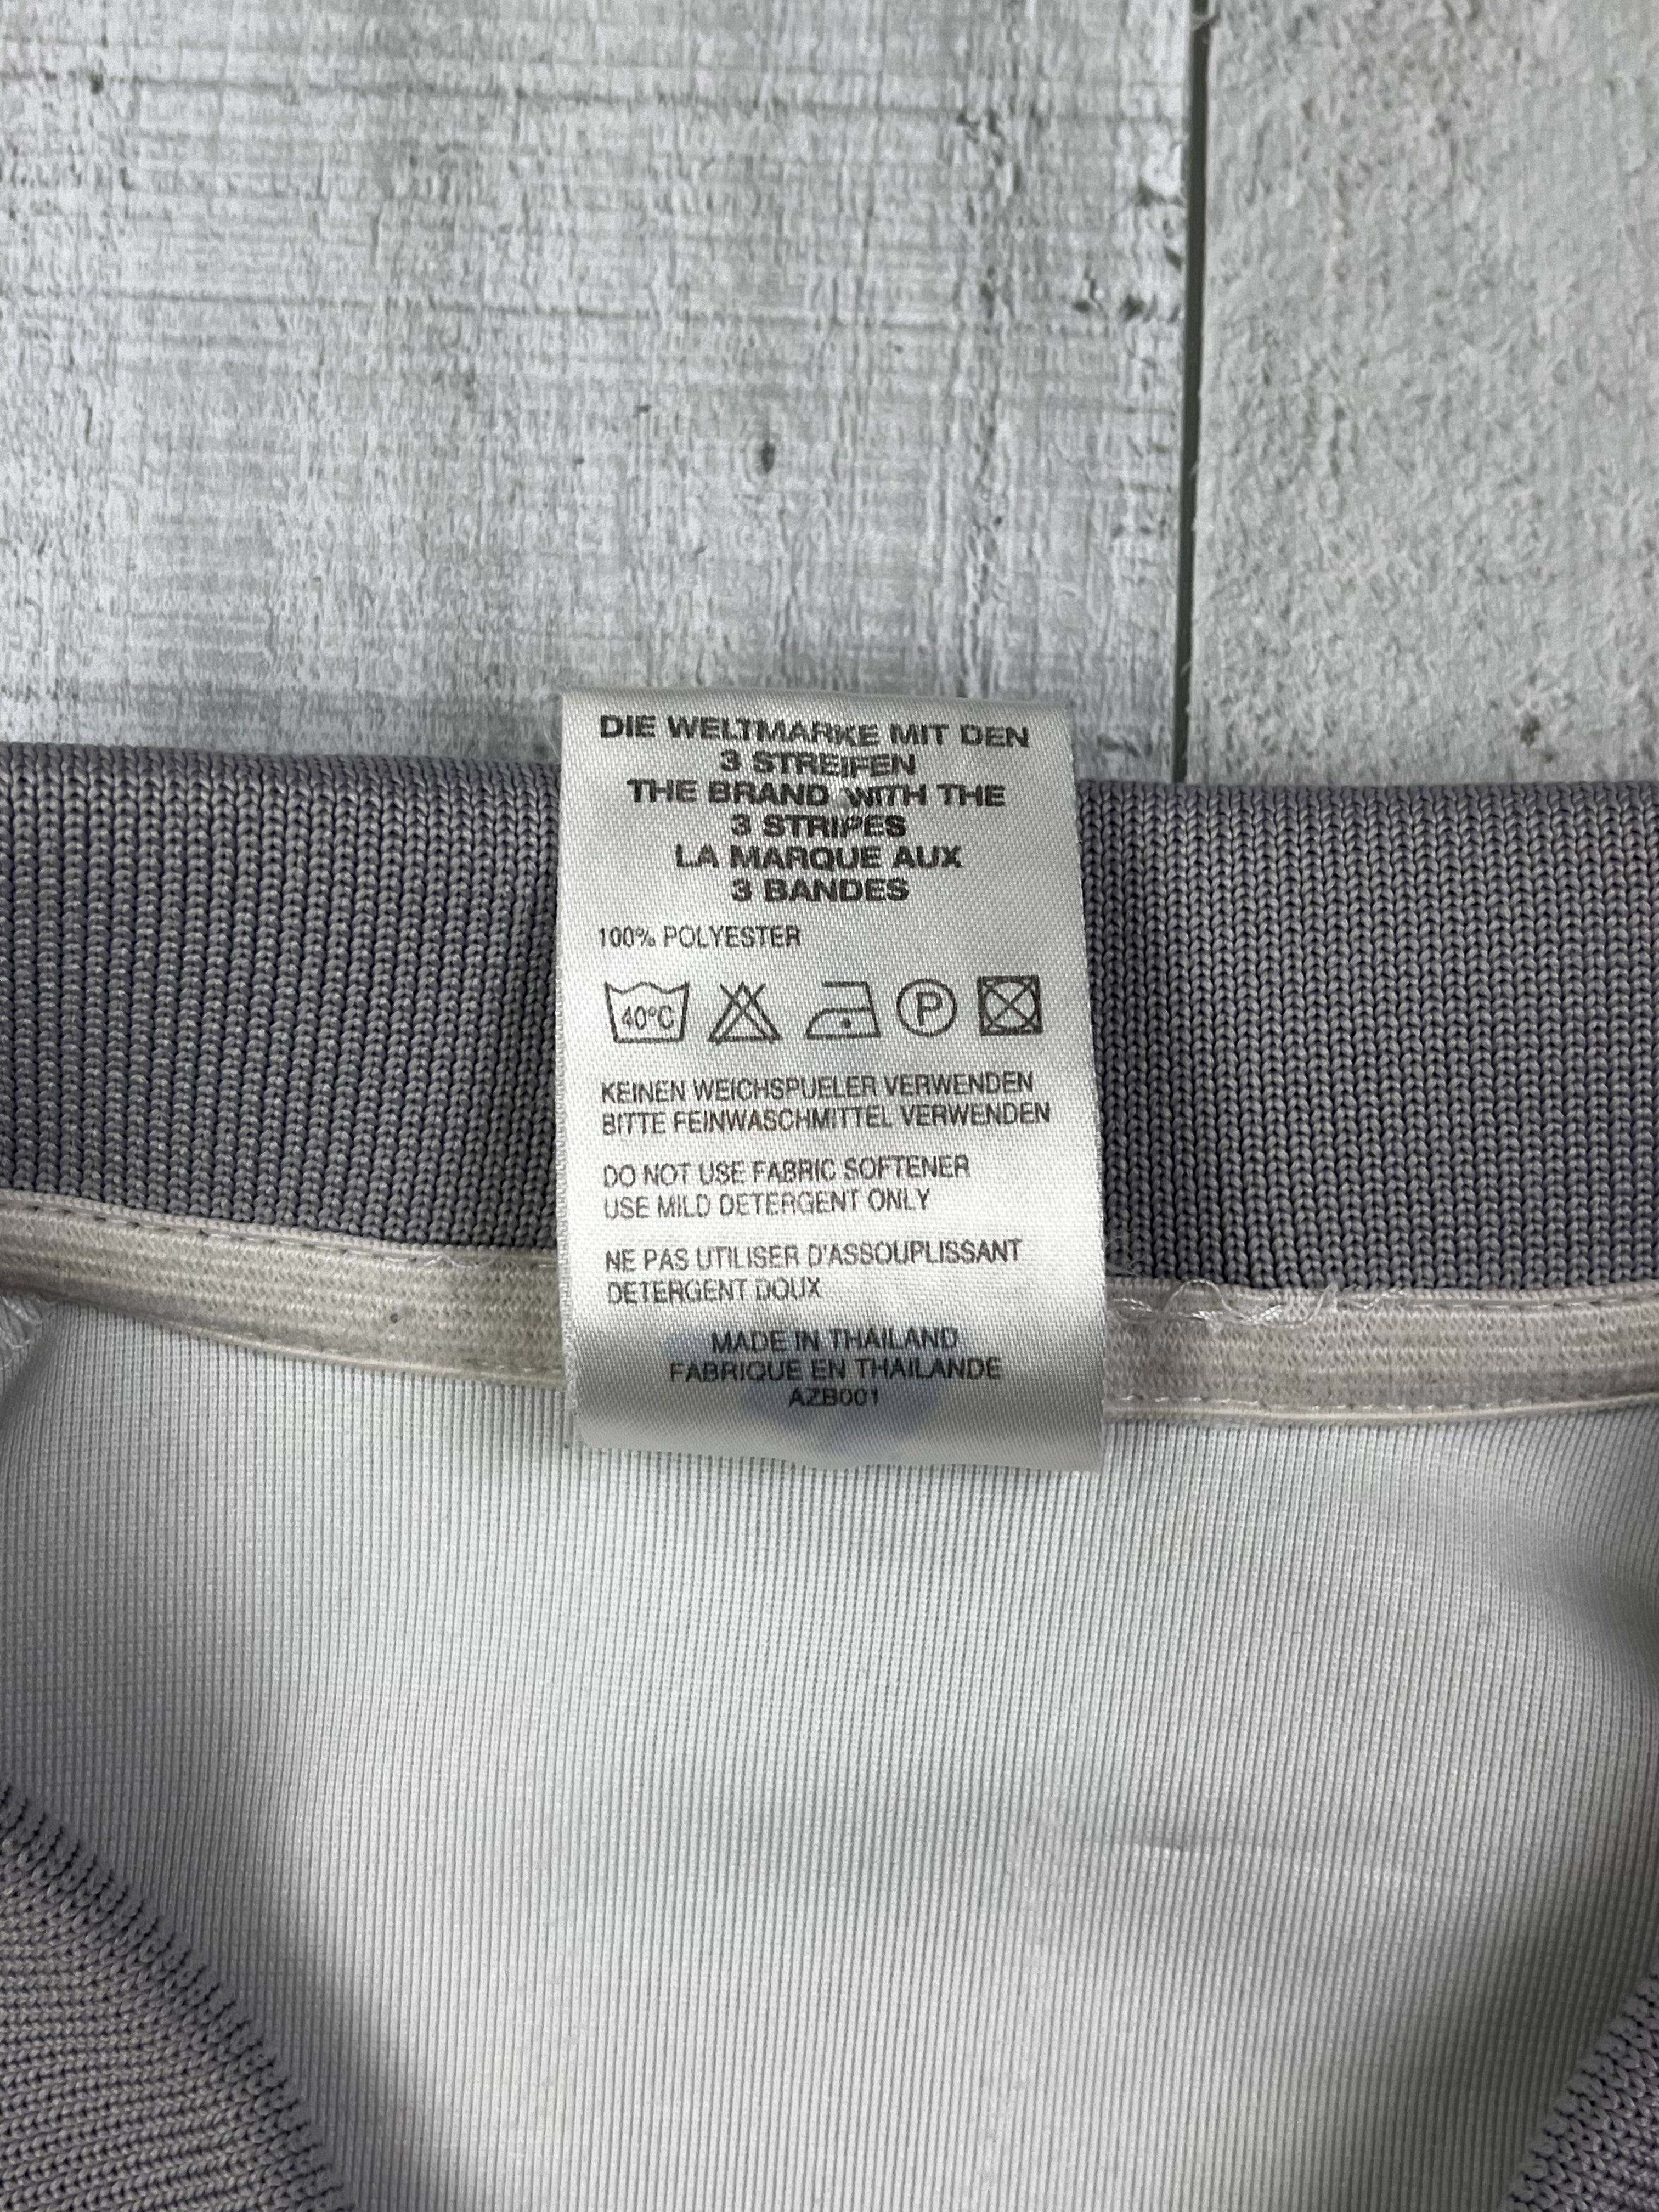 DIE WELTMARKE MIT DEN
3 STREIFEN
THE BRAND WITH THE
3 STRIPES
LA MARQUE AUX
3 BANDES
100% POLYESTER
40°C P
KEINEN WEICHSPUELER VERWENDEN
BITTE FEINWASCHMITTEL VERWENDEN
DO NOT USE FABRIC SOFTENER
USE MILD DETERGENT ONLY
NE PAS UTILISER D'ASSOUPLISSANT
DETERGENT DOUX
MADE IN THAILAND
FABRIQUE EN THAILANDE
AZB001